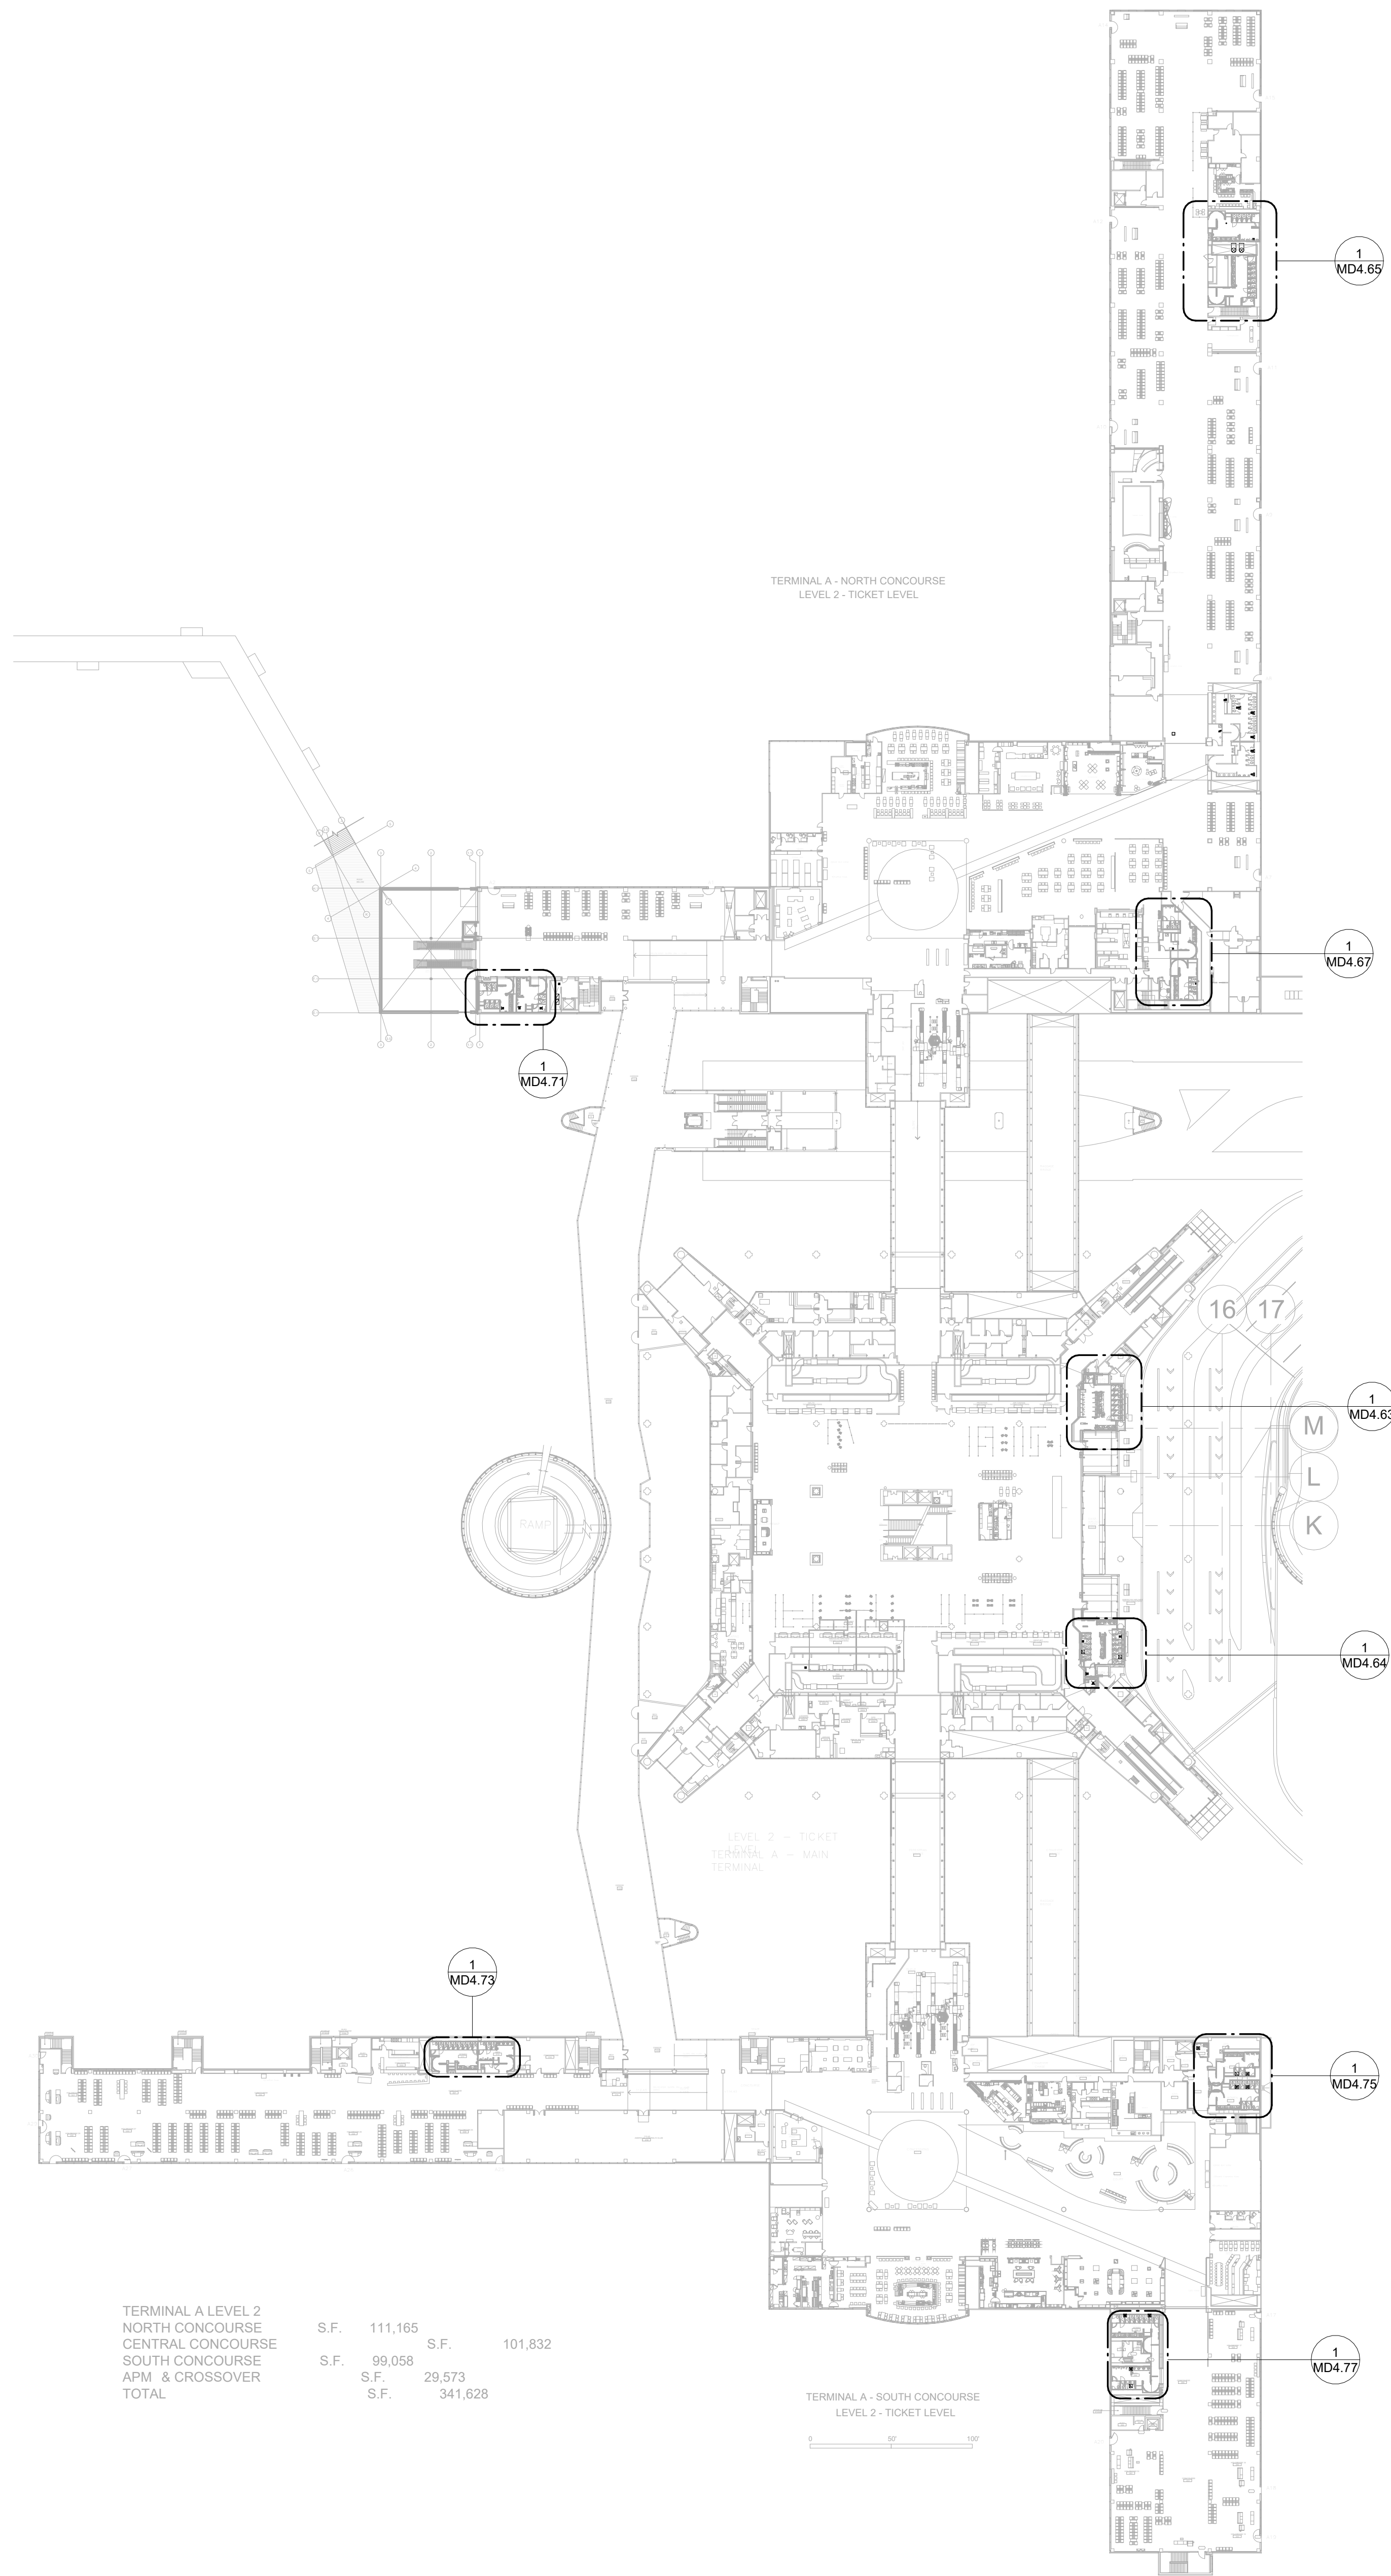 1
MD4.65
TERMINAL A - NORTH CONCOURSE
LEVEL 2 - TICKET LEVEL
1
MD4.67
1
MD4.71
16
17
1
MD4.63
M
L
K
RAMP
1
MD4.64
LEVEL 2 - TICKET
LEVEL
TERMINAL A - MAIN
TERMINAL
1
MD4.73
1
MD4.75
TERMINAL A LEVEL 2
NORTH CONCOURSE S.F. 111,165
CENTRAL CONCOURSE S.F. 101,832
SOUTH CONCOURSE S.F. 99,058
APM & CROSSOVER S.F. 29,573
TOTAL S.F. 341,628
1
MD4.77
TERMINAL A - SOUTH CONCOURSE
LEVEL 2 - TICKET LEVEL
0 50' 100'